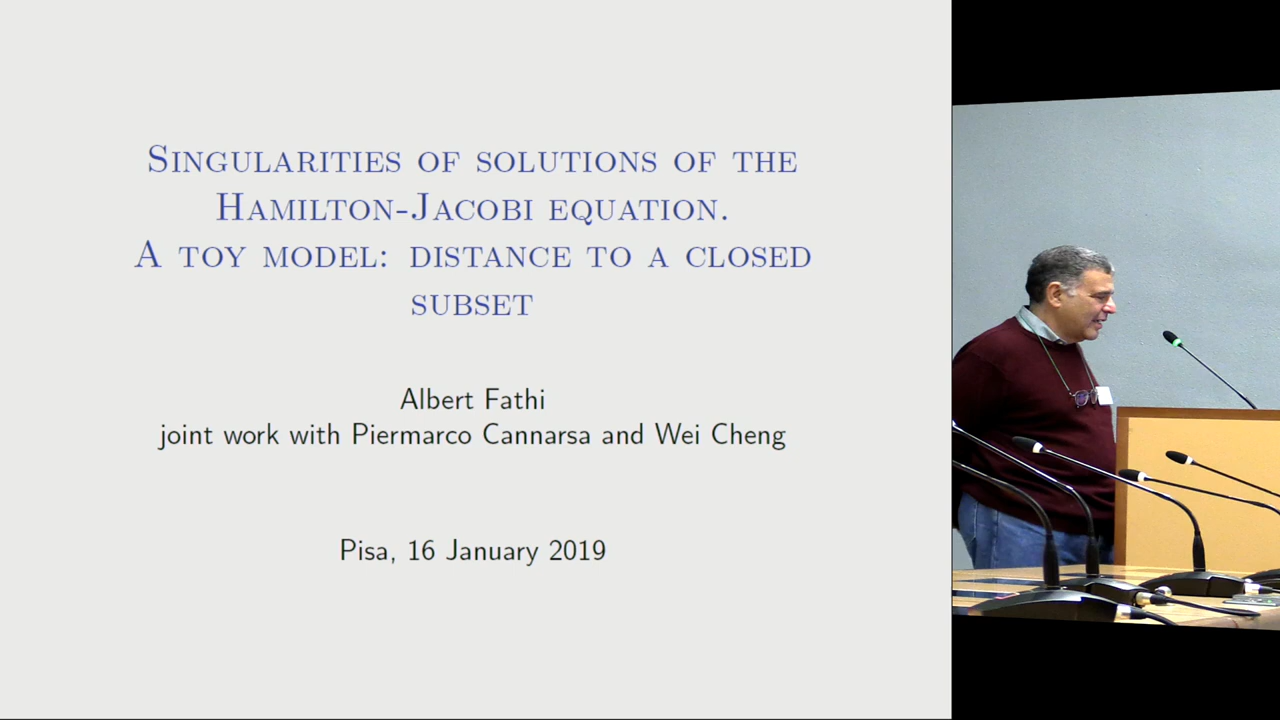 Singularities of solutions of the
Hamilton-Jacobi equation.
A toy model: distance to a closed
subset
Albert Fathi
joint work with Piermarco Cannarsa and Wei Cheng
Pisa, 16 January 2019